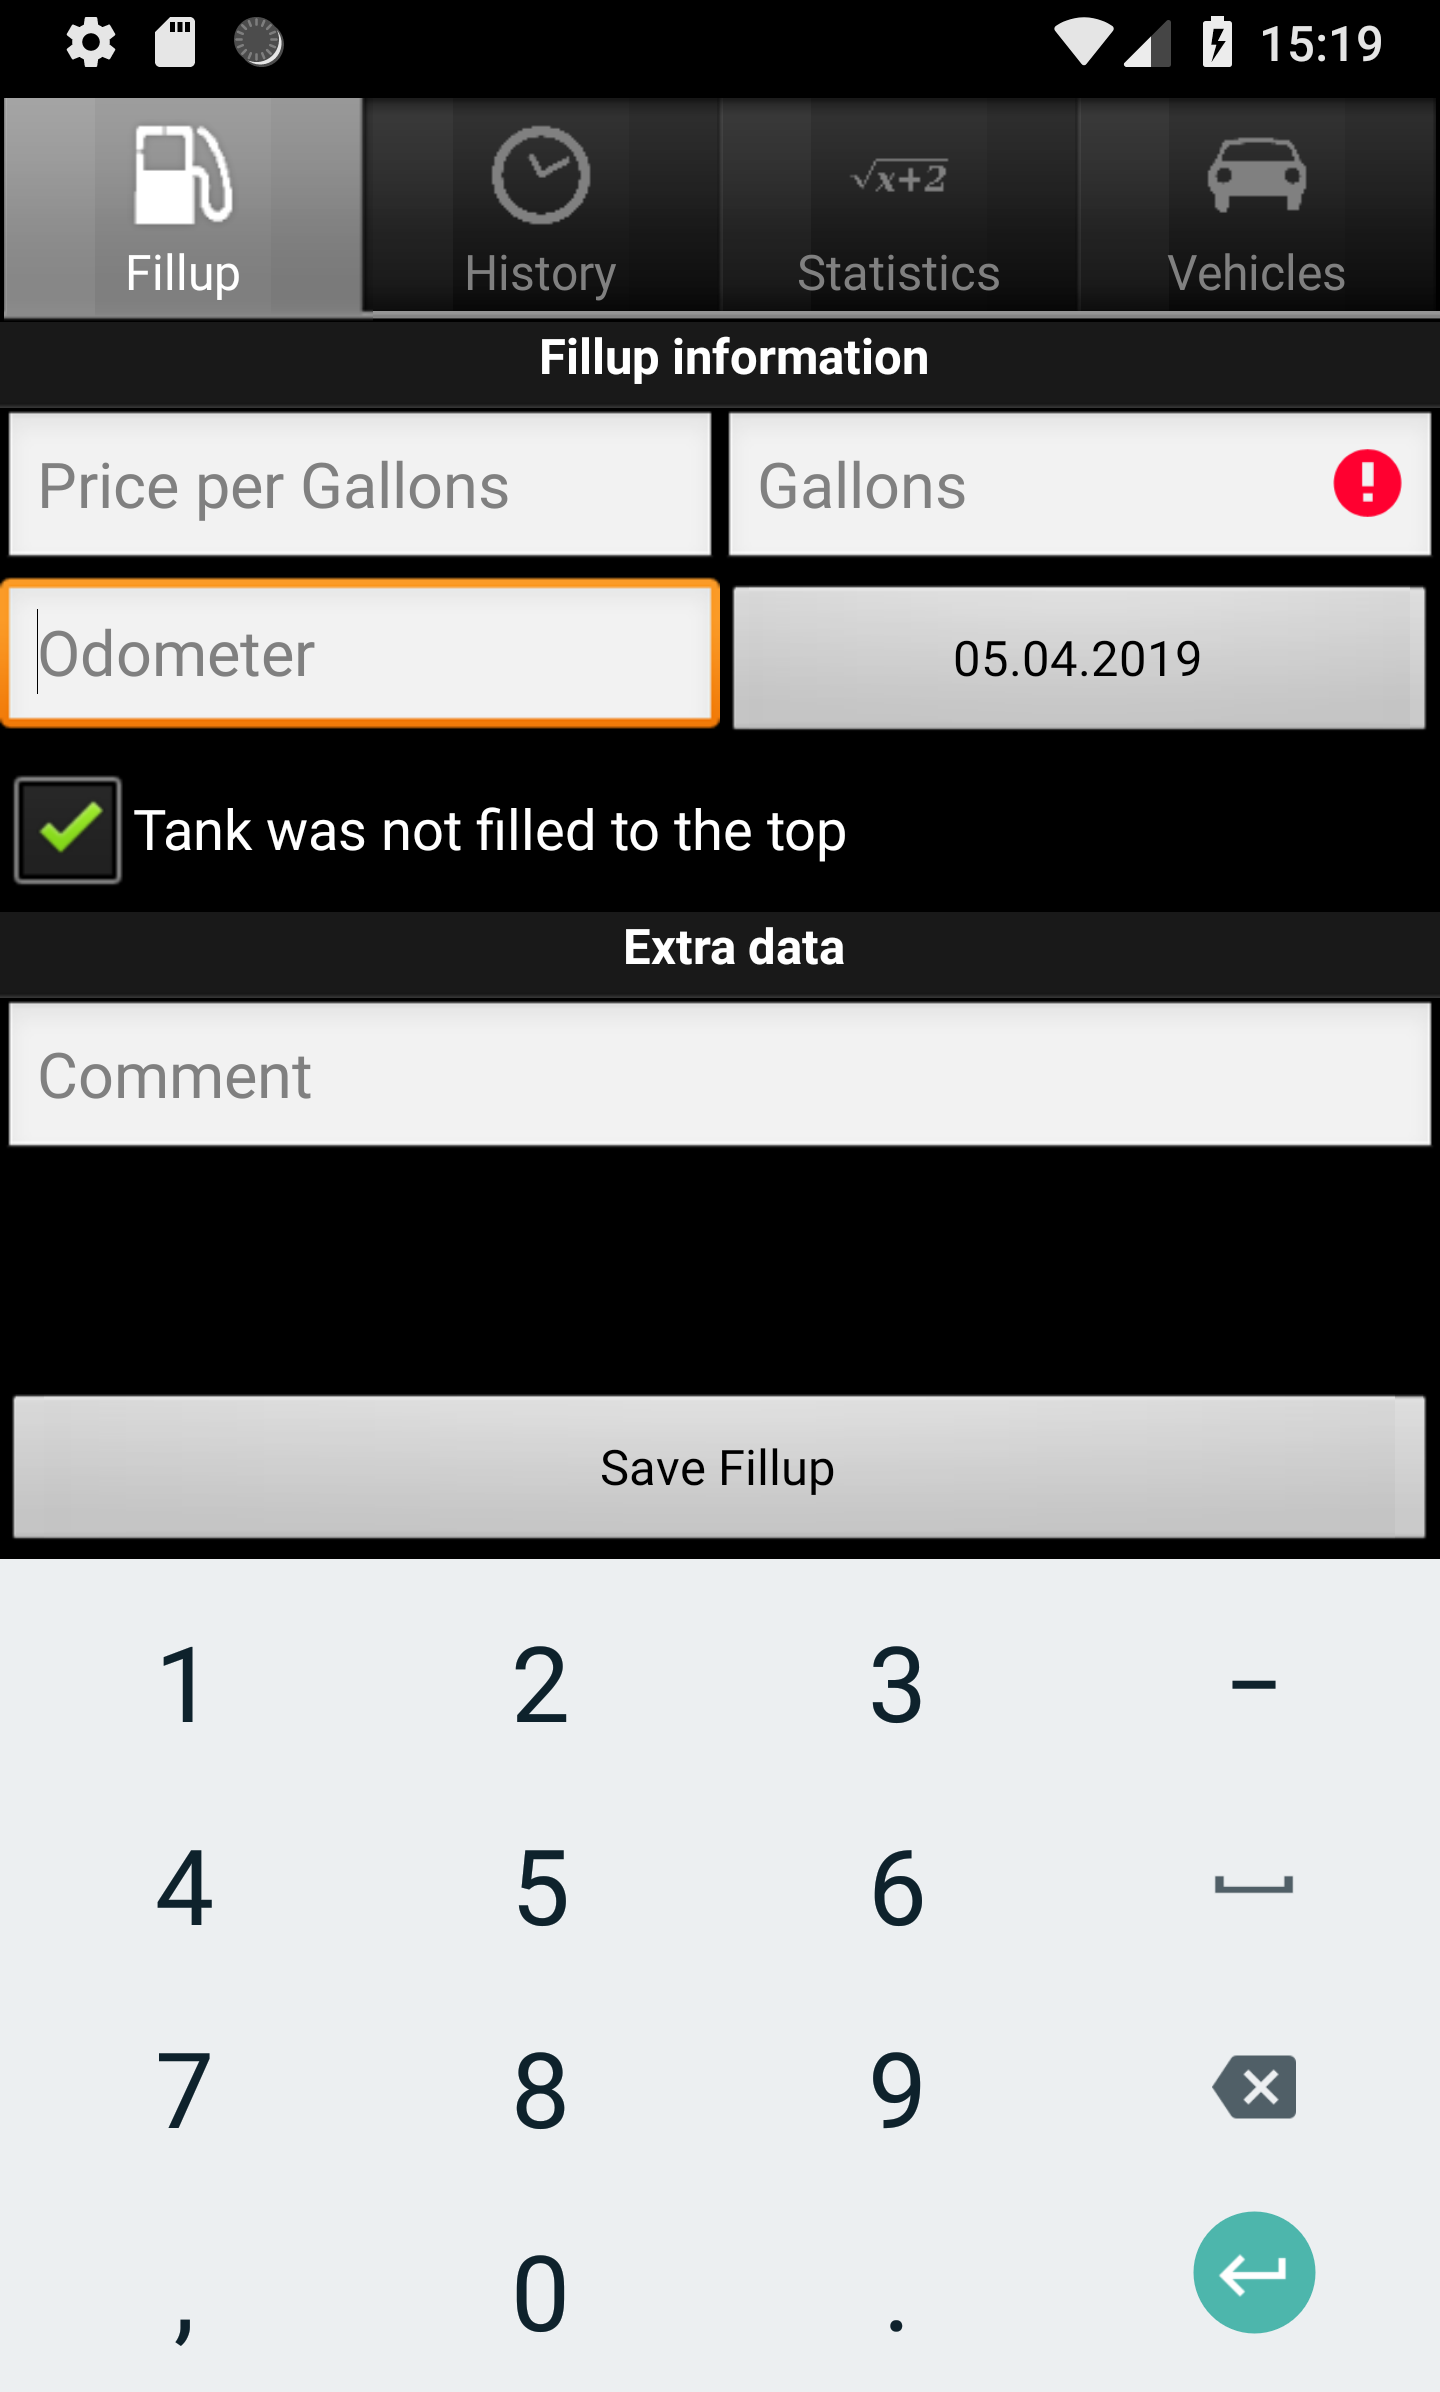 15:19
Fillup
History
√x+2
Statistics
Vehicles
Fillup information
Price per Gallons
Gallons
Odometer
05.04.2019
Tank was not filled to the top
Extra data
Comment
Save Fillup
1 2 3 –
4 5 6
7 8 9
, 0 .